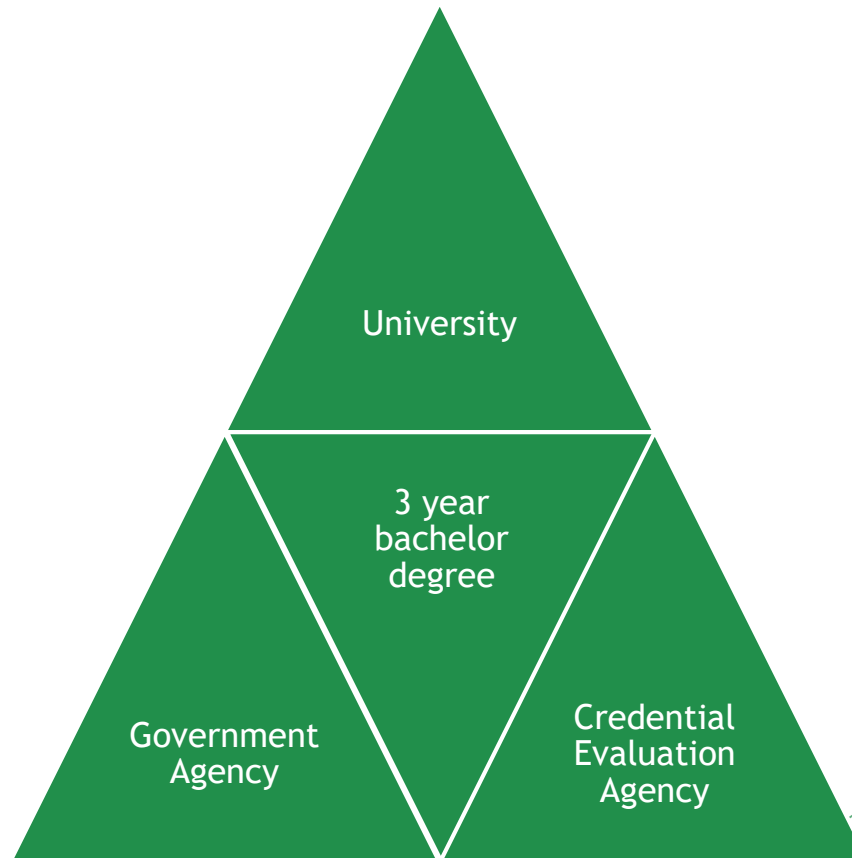 University
3 year
bachelor
degree
Government
Agency
Credential
Evaluation
Agency